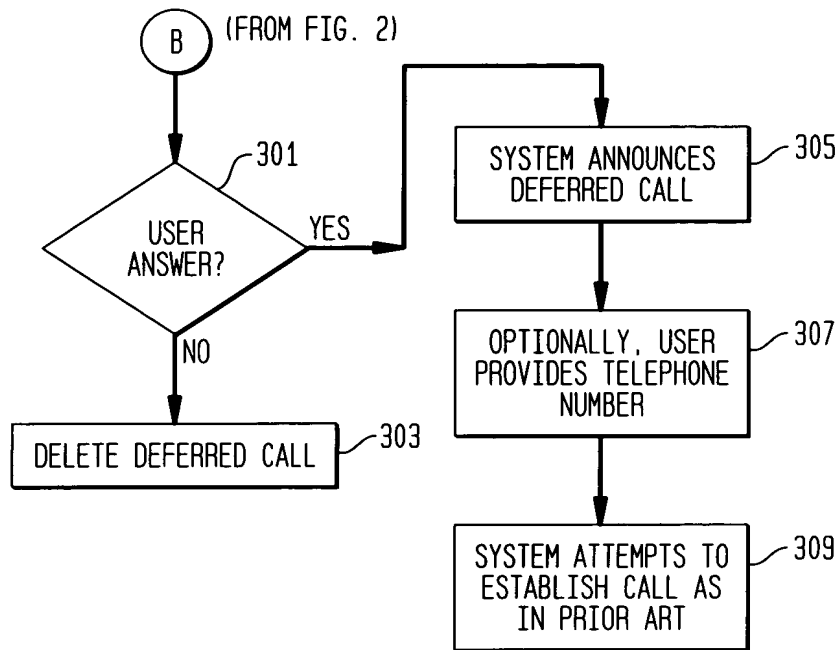 B (FROM FIG. 2)
301
USER
ANSWER?
YES
NO
303
DELETE DEFERRED CALL
305
SYSTEM ANNOUNCES
DEFERRED CALL
307
OPTIONALLY, USER
PROVIDES TELEPHONE
NUMBER
309
SYSTEM ATTEMPTS TO
ESTABLISH CALL AS
IN PRIOR ART